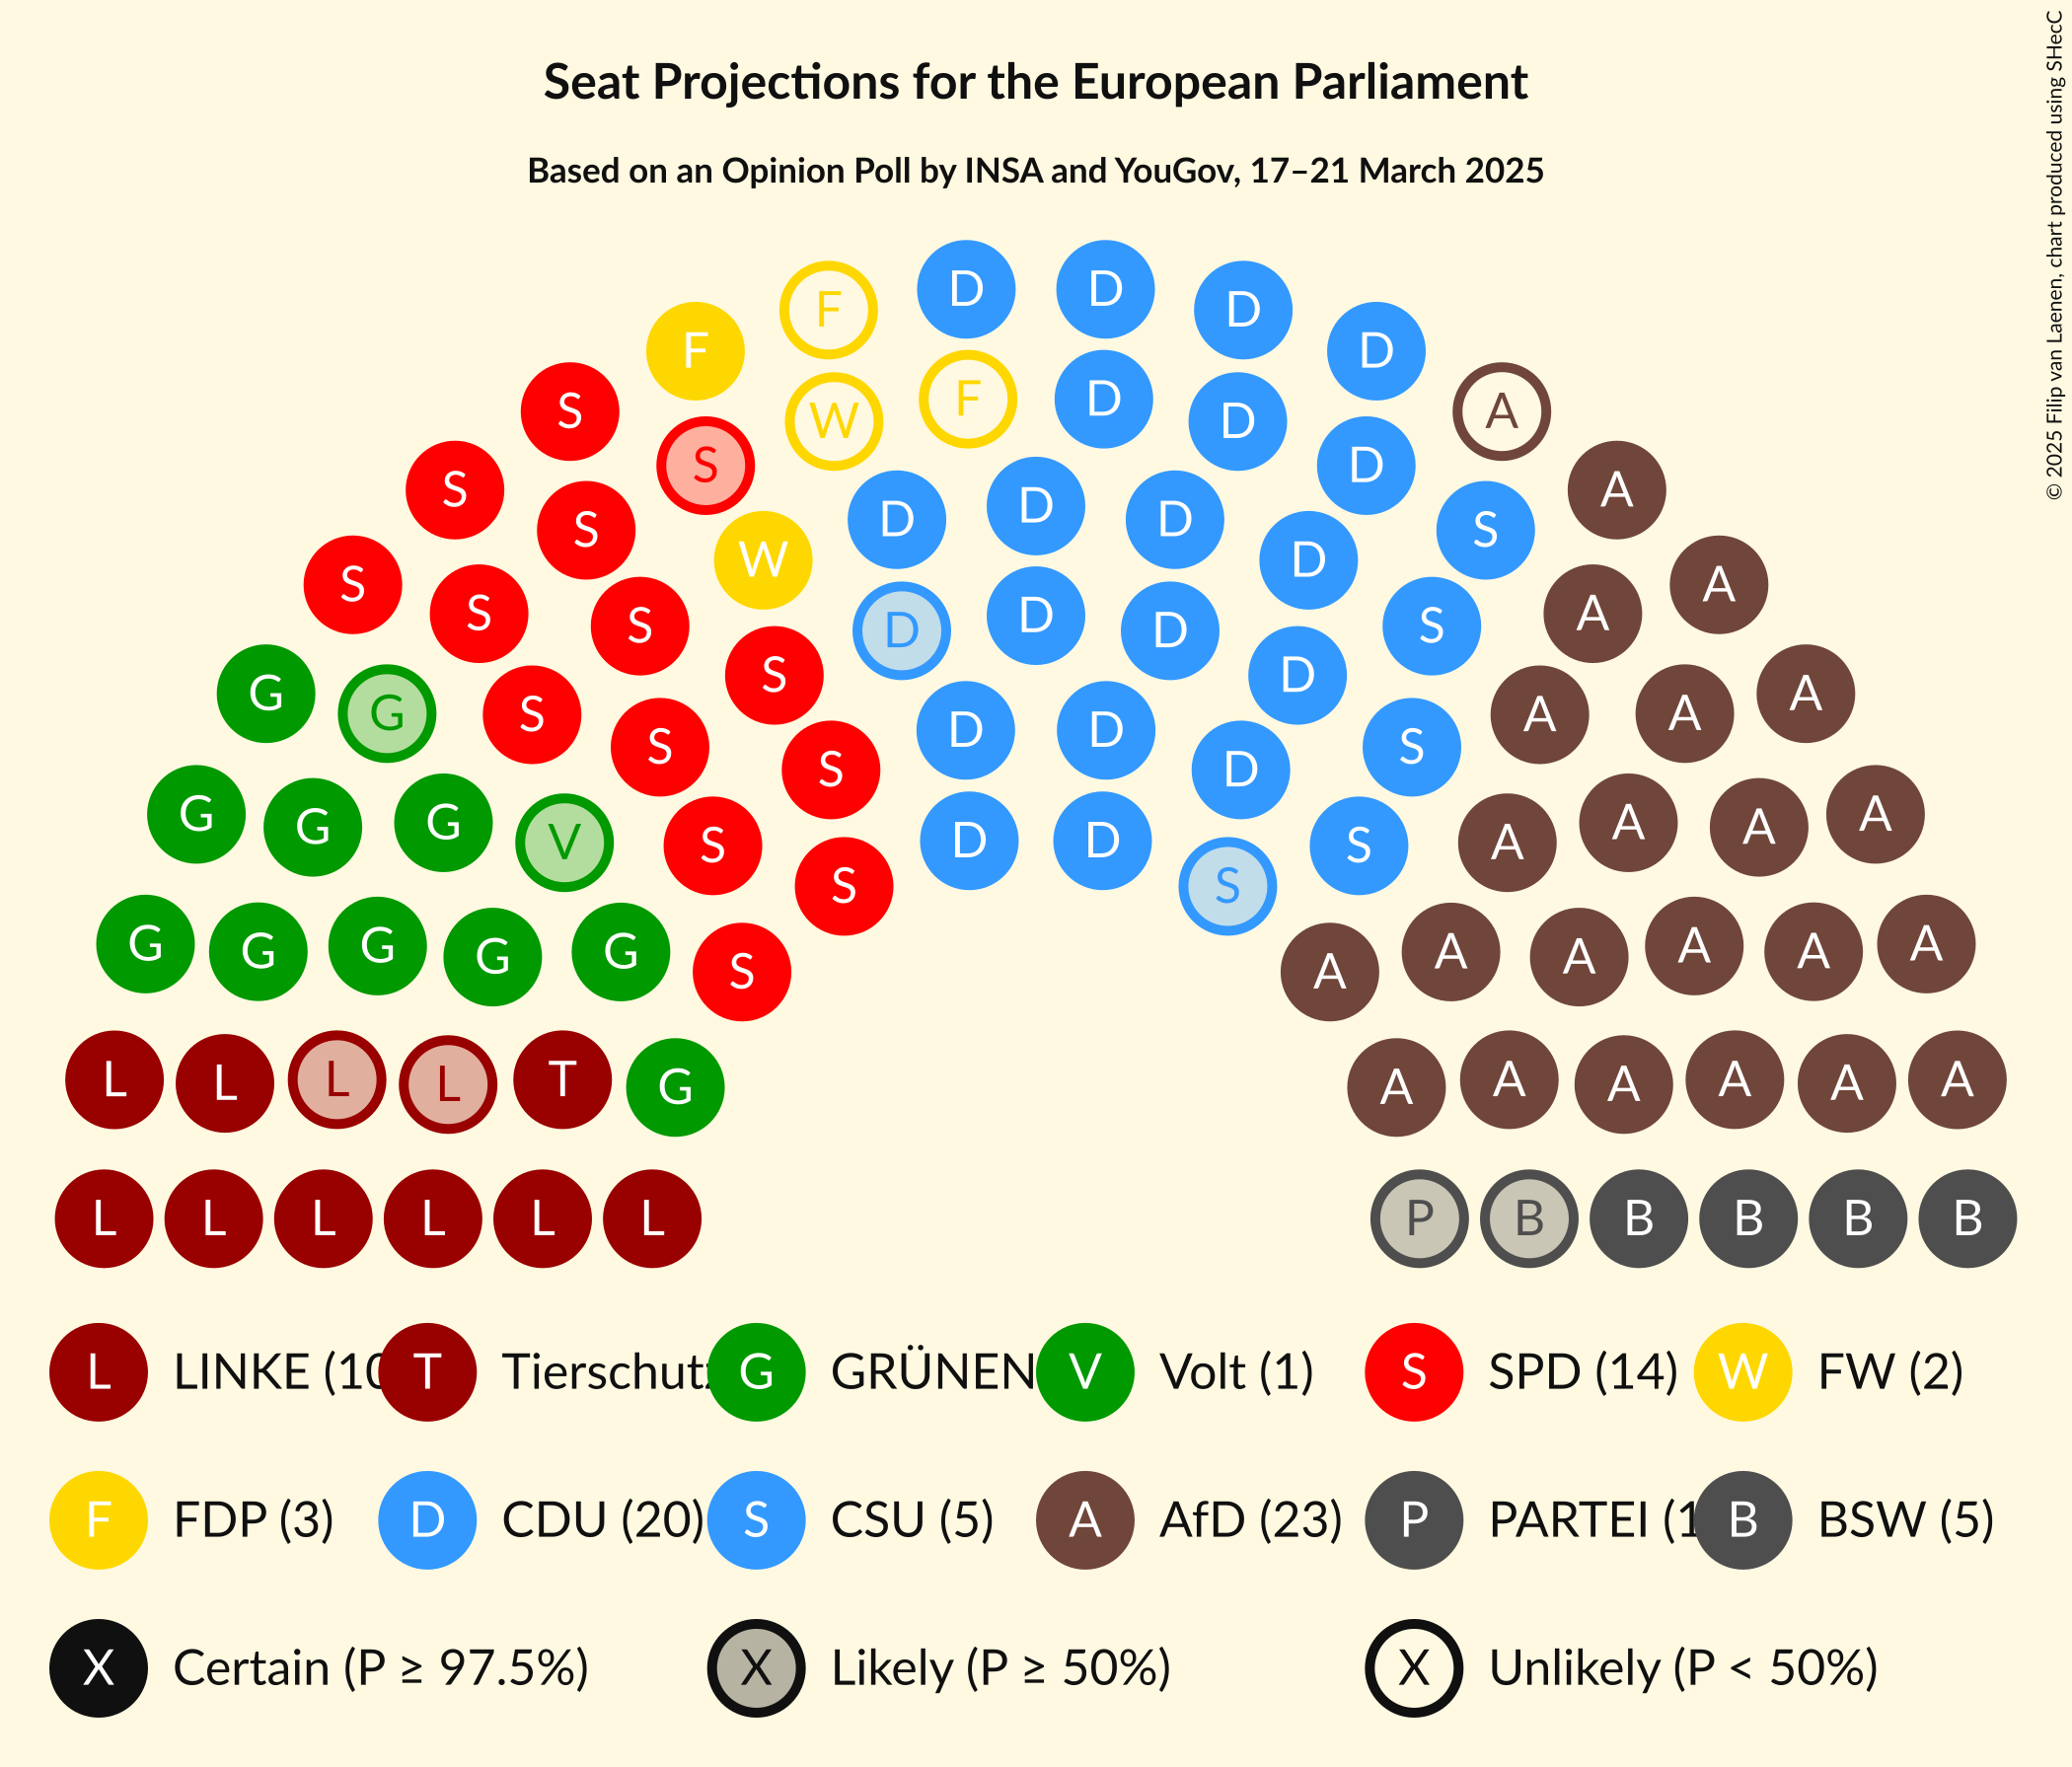 Seat Projections for the European Parliament
Based on an Opinion Poll by INSA and YouGov, 17–21 March 2025
© 2025 Filip van Laenen, chart produced using SHecC
D D
F D
F D
F D
S A
W D
S D
S A
D
D D
S S
W D
S A
S D A
S D D S
S D
G A
G S A A
D D
S S
S D
G A
G G A A
V S D D S A
S S
G G G G G A A A A A
S A
L L L L T G A A A A A A
L L L L L L P B B B B B
L LINKE (10 T Tierschutz G GRÜNEN V Volt (1) S SPD (14) W FW (2)
F FDP (3) D CDU (20) S CSU (5) A AfD (23) P PARTEI (1 B BSW (5)
X Certain (P ≥ 97.5%) X Likely (P ≥ 50%) X Unlikely (P < 50%)